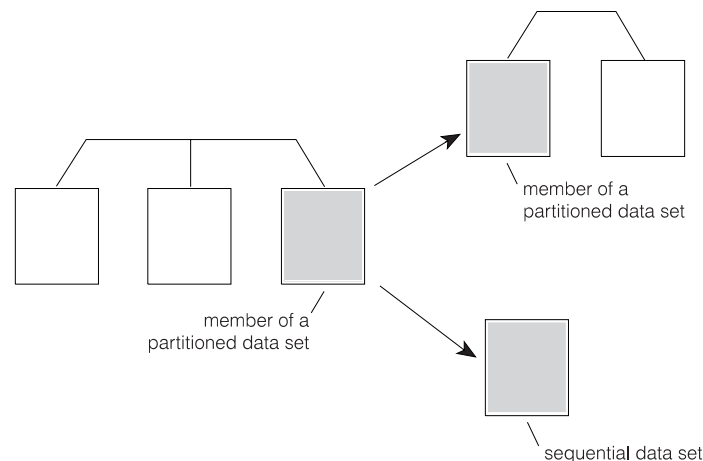 member of a
partitioned data set
member of a
partitioned data set
sequential data set